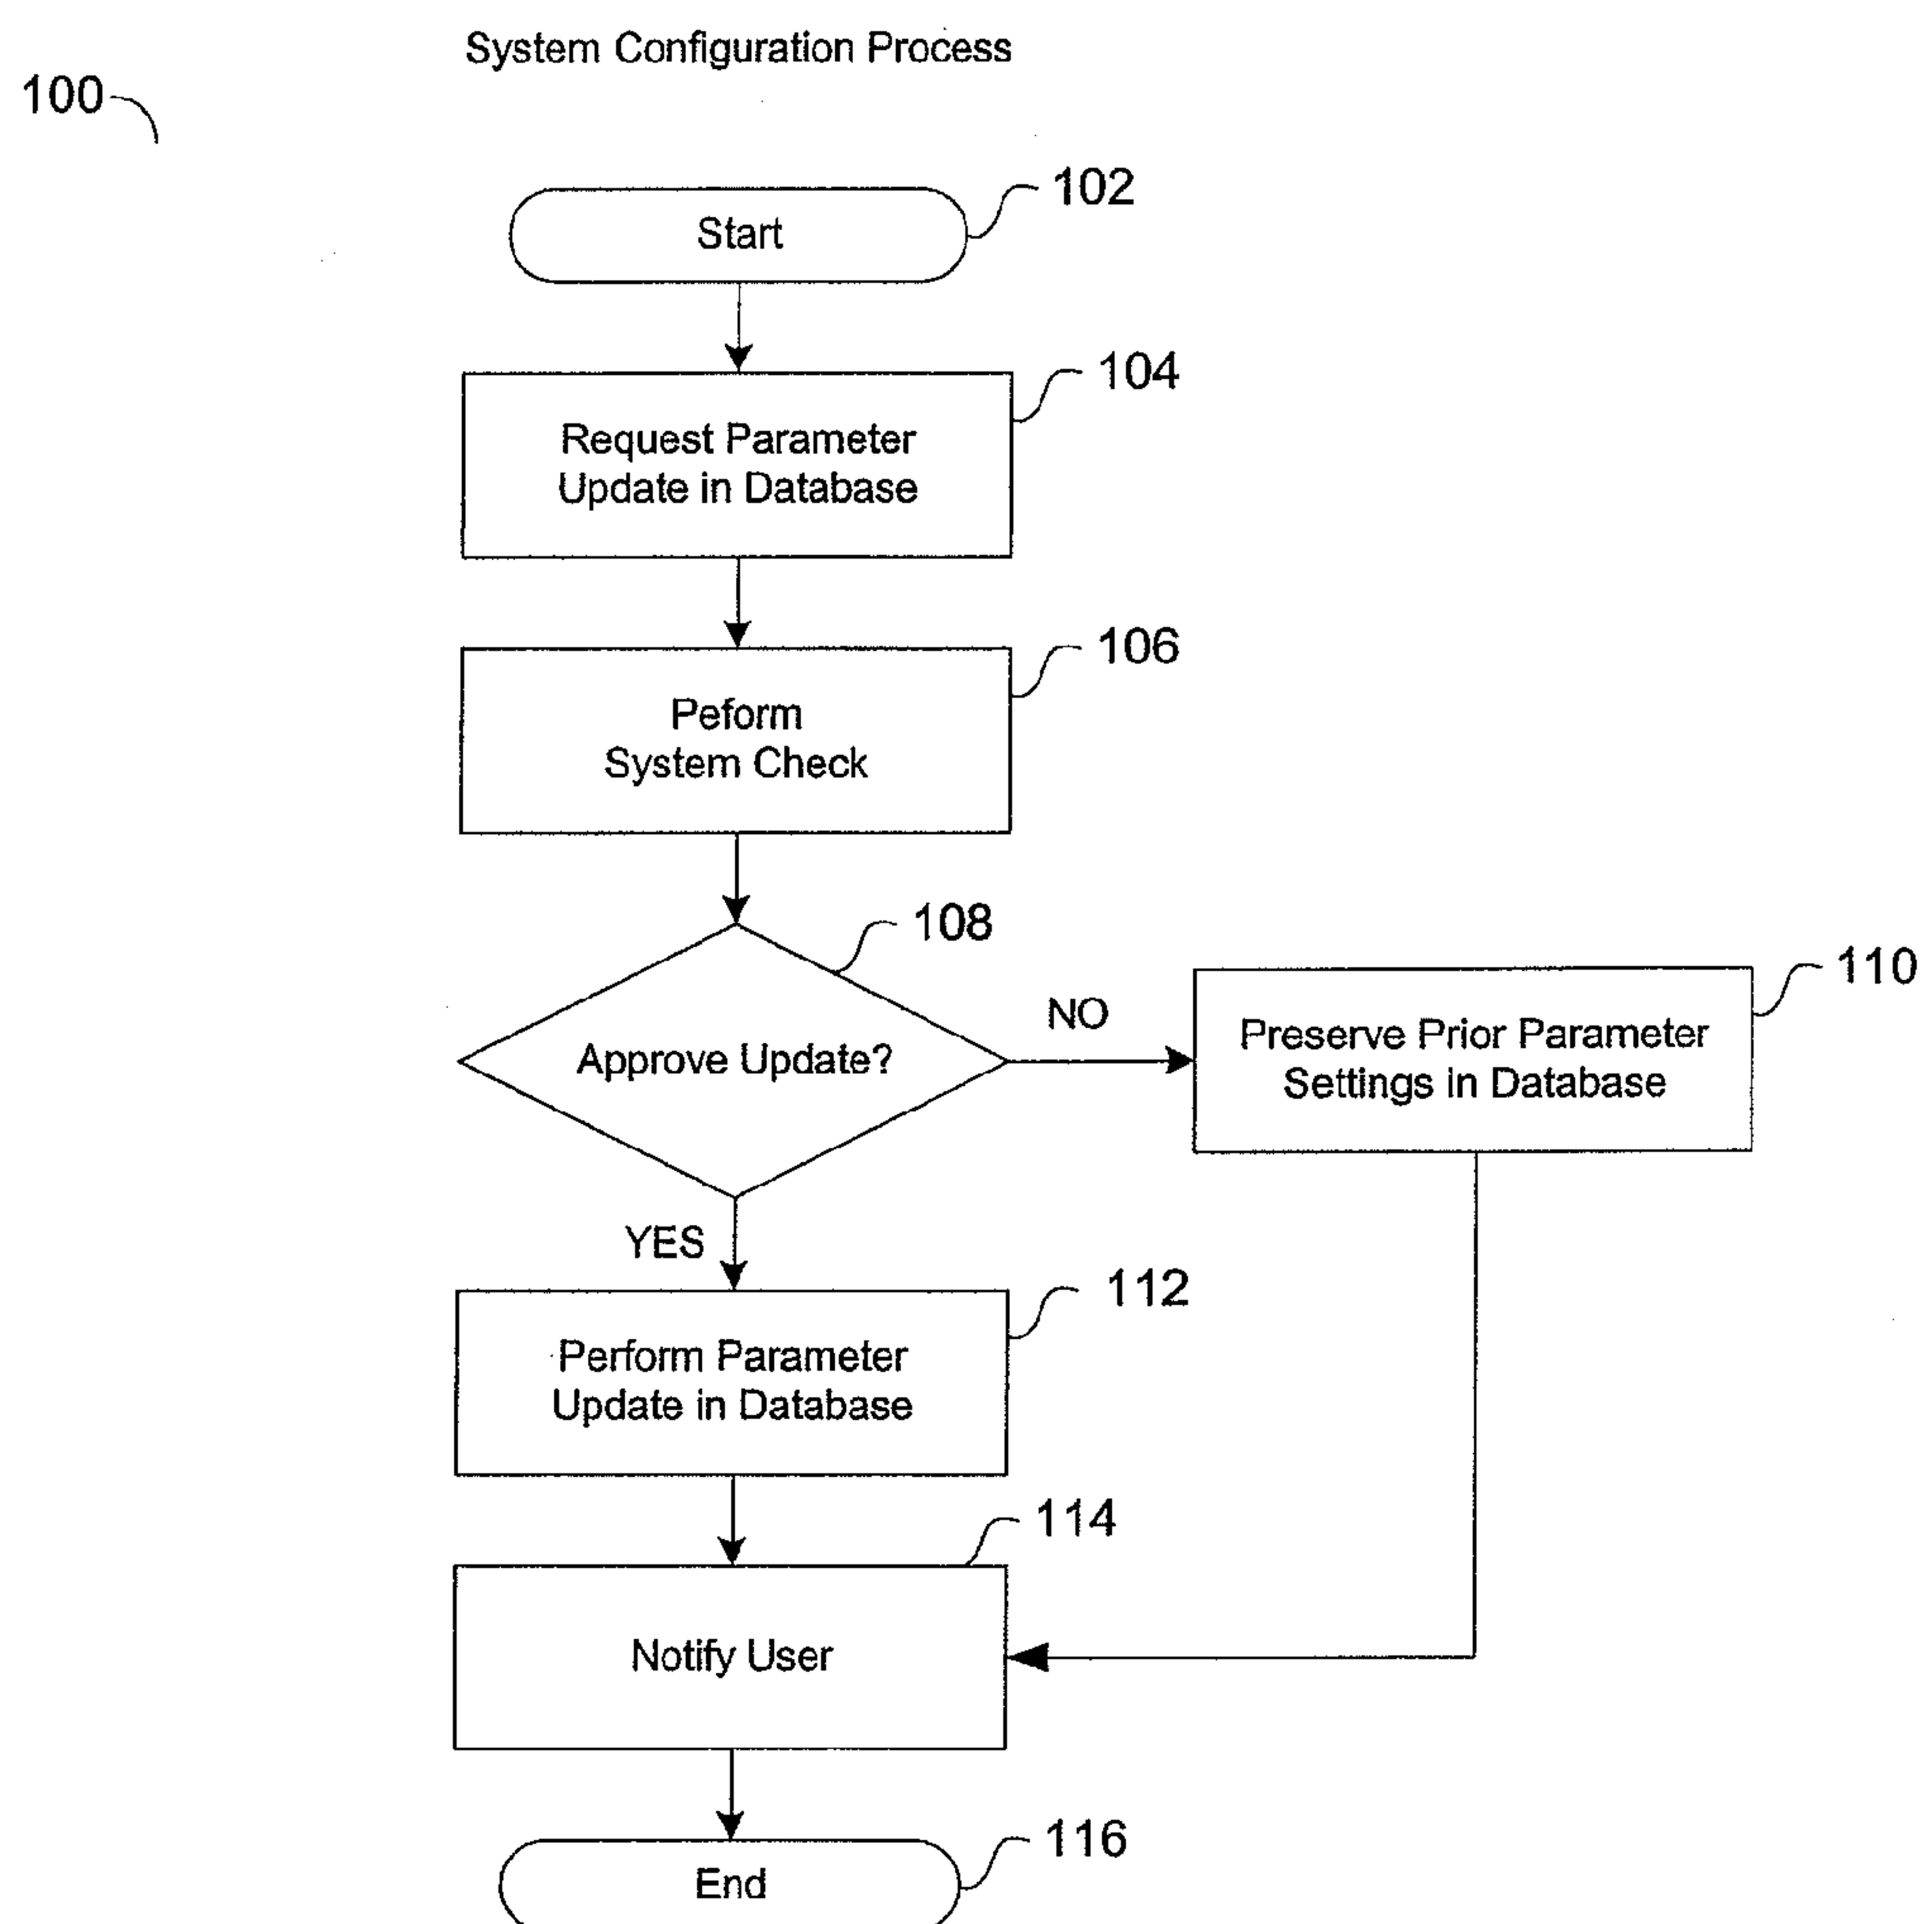 System Configuration Process
100
Start
102
Request Parameter
Update in Database
104
Peform
System Check
106
Approve Update?
108
NO
Preserve Prior Parameter
Settings in Database
110
YES
Perform Parameter
Update in Database
112
Notify User
114
End
116